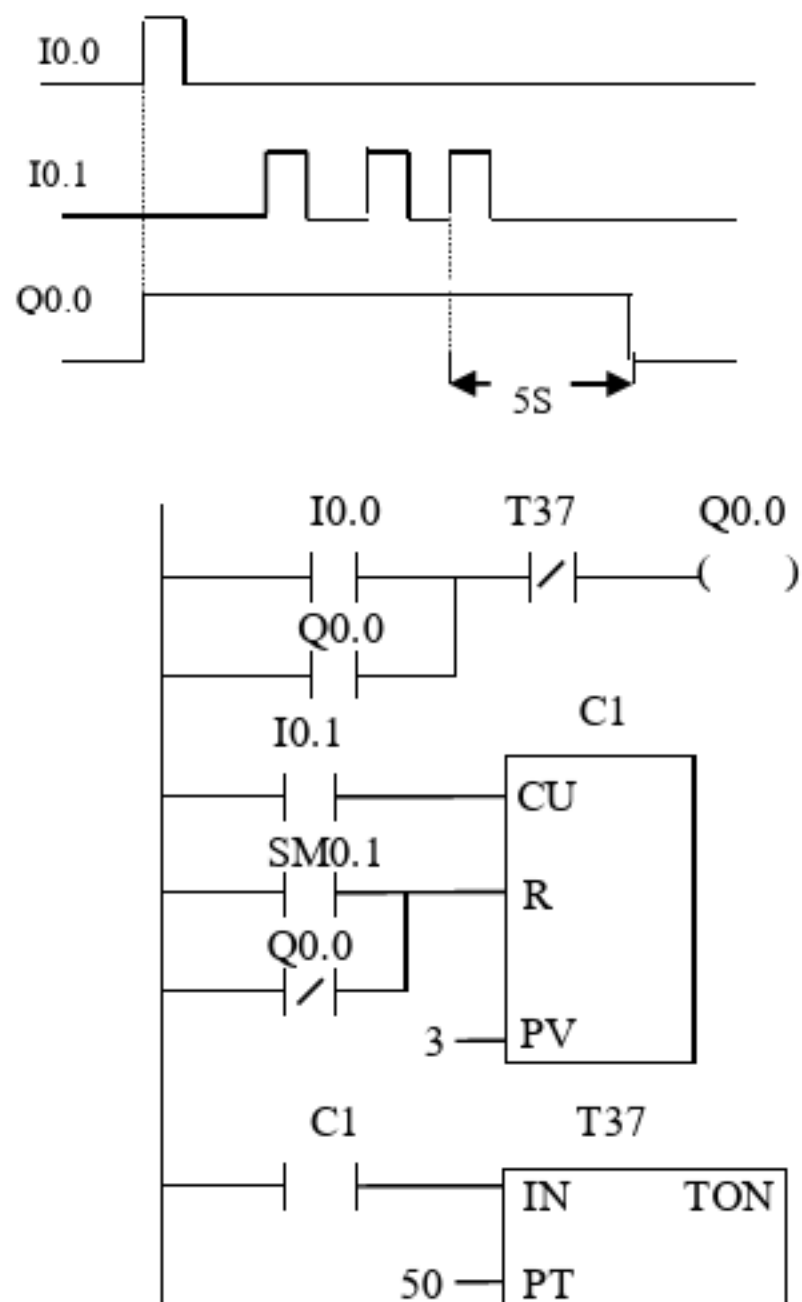 I0.0
I0.1
Q0.0
5S
I0.0 T37 Q0.0
( )
Q0.0
C1
I0.1
CU
SM0.1
R
Q0.0
3 PV
C1 T37
IN TON
50 PT